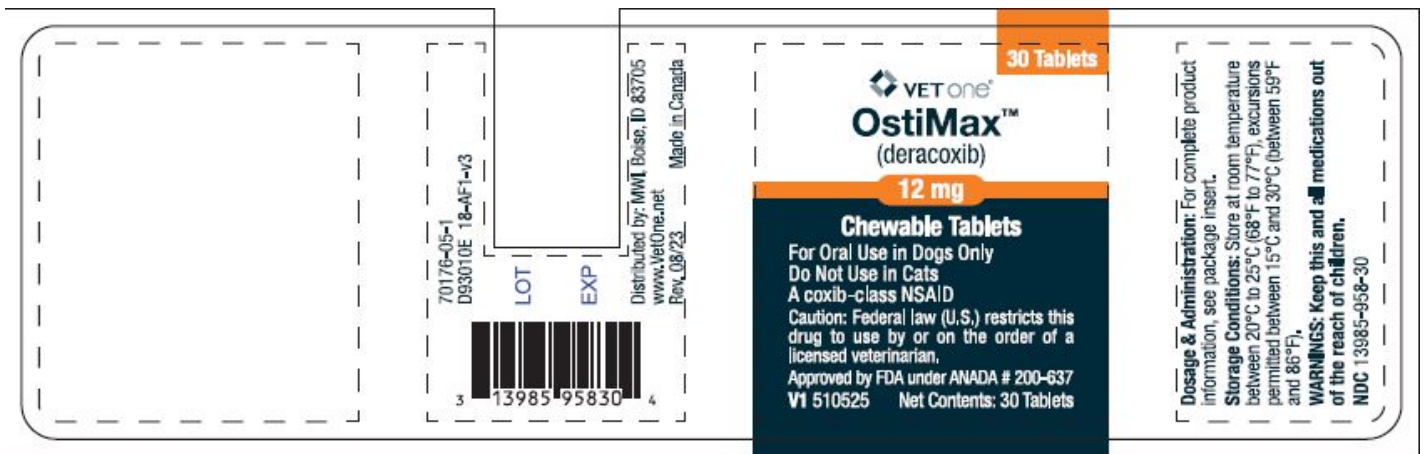 70176-05-1
D93010E 18-AF1-v3
LOT
EXP
Distributed by: MWI, Boise, ID 83705
www.VetOne.net
Rev. 08/23 Made in Canada
3 13985 95830 4
30 Tablets
VET one®
OstiMax™
(deracoxib)
12 mg
Chewable Tablets
For Oral Use in Dogs Only
Do Not Use in Cats
A coxib-class NSAID
Caution: Federal law (U.S.) restricts this
drug to use by or on the order of a
licensed veterinarian.
Approved by FDA under ANADA # 200-637
V1 510525 Net Contents: 30 Tablets
Dosage & Administration: For complete product
information, see package insert.
Storage Conditions: Store at room temperature
between 20°C to 25°C (68°F to 77°F), excursions
permitted between 15°C and 30°C (between 59°F
and 86°F).
WARNINGS: Keep this and all medications out
of the reach of children.
NDC 13985-958-30